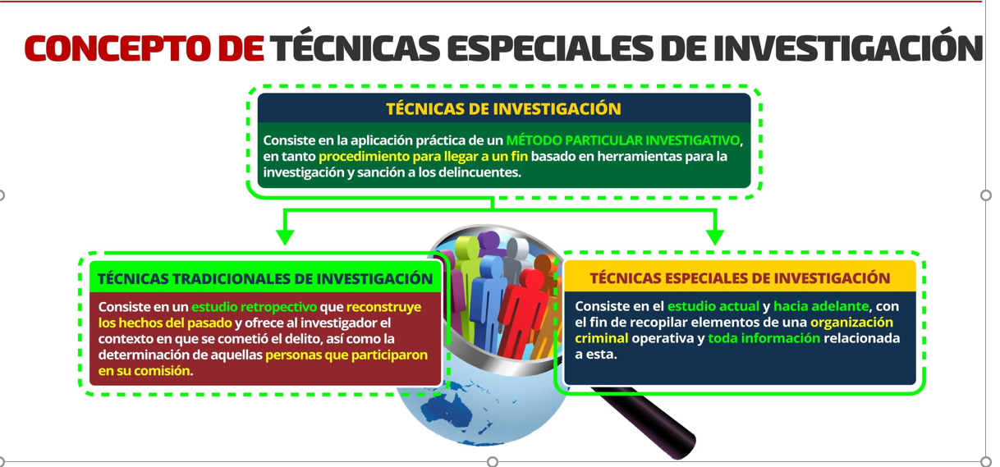 CONCEPTO DE TÉCNICAS ESPECIALES DE INVESTIGACIÓN
TÉCNICAS DE INVESTIGACIÓN
Consiste en la aplicación práctica de un MÉTODO PARTICULAR INVESTIGATIVO,
en tanto procedimiento para llegar a un fin basado en herramientas para la
investigación y sanción a los delincuentes.
TÉCNICAS TRADICIONALES DE INVESTIGACIÓN
Consiste en un estudio retropectivo que reconstruye
los hechos del pasado y ofrece al investigador el
contexto en que se cometió el delito, así como la
determinación de aquellas personas que participaron
en su comisión.
TÉCNICAS ESPECIALES DE INVESTIGACIÓN
Consiste en el estudio actual y hacia adelante, con
el fin de recopilar elementos de una organización
criminal operativa y toda información relacionada
a esta.